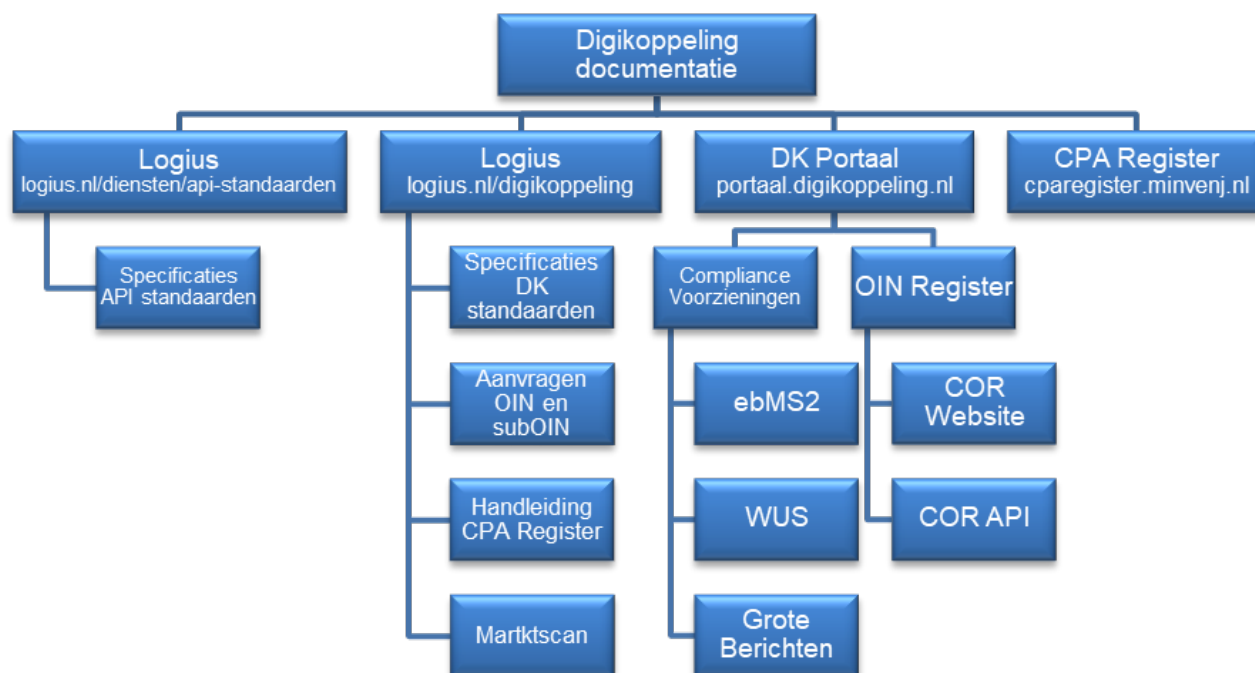 Digikoppeling
documentatie
Logius
logius.nl/diensten/api-standaarden
Logius
logius.nl/digikoppeling
DK Portaal
portaal.digikoppeling.nl
CPA Register
cparegister.minvenj.nl
Specificaties
API standaarden
Specificaties
DK
standaarden
Aanvragen
OIN en
subOIN
Handleiding
CPA Register
Martktscan
Compliance
Voorzieningen
ebMS2
WUS
Grote
Berichten
OIN Register
COR
Website
COR API